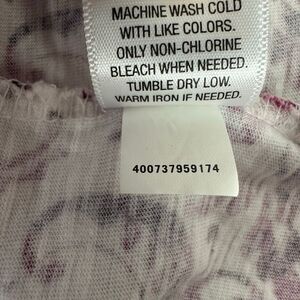 MACHINE WASH COLD
WITH LIKE COLORS.
ONLY NON-CHLORINE
BLEACH WHEN NEEDED.
TUMBLE DRY LOW.
WARM IRON IF NEEDED.
400737959174